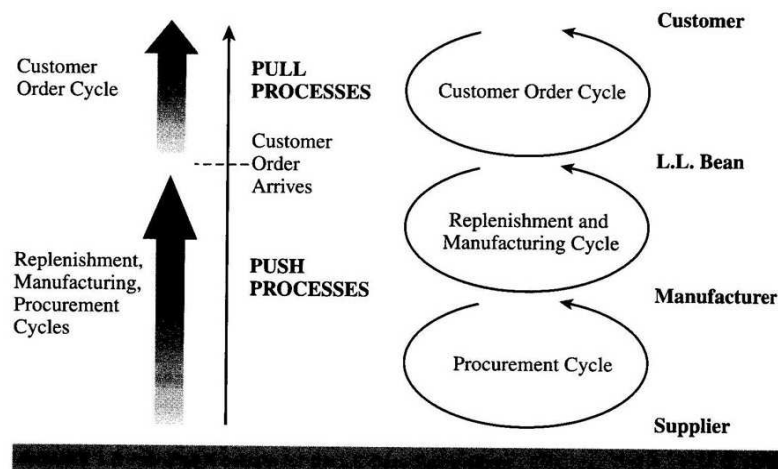 Customer
Order Cycle
PULL
PROCESSES
Customer
Order
Arrives
Replenishment,
Manufacturing,
Procurement
Cycles
PUSH
PROCESSES
Customer
Customer Order Cycle
L.L. Bean
Replenishment and
Manufacturing Cycle
Manufacturer
Procurement Cycle
Supplier